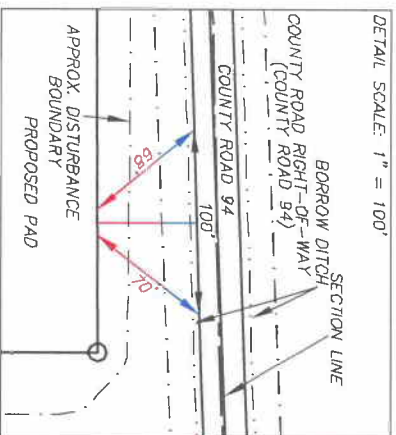 DETAIL SCALE: 1" = 100'
COUNTY ROAD RIGHT-OF-WAY
(COUNTY ROAD 94)
BORROW DITCH
SECTION LINE
COUNTY ROAD 94
100'
68'
70'
APPROX. DISTURBANCE
BOUNDARY
PROPOSED PAD